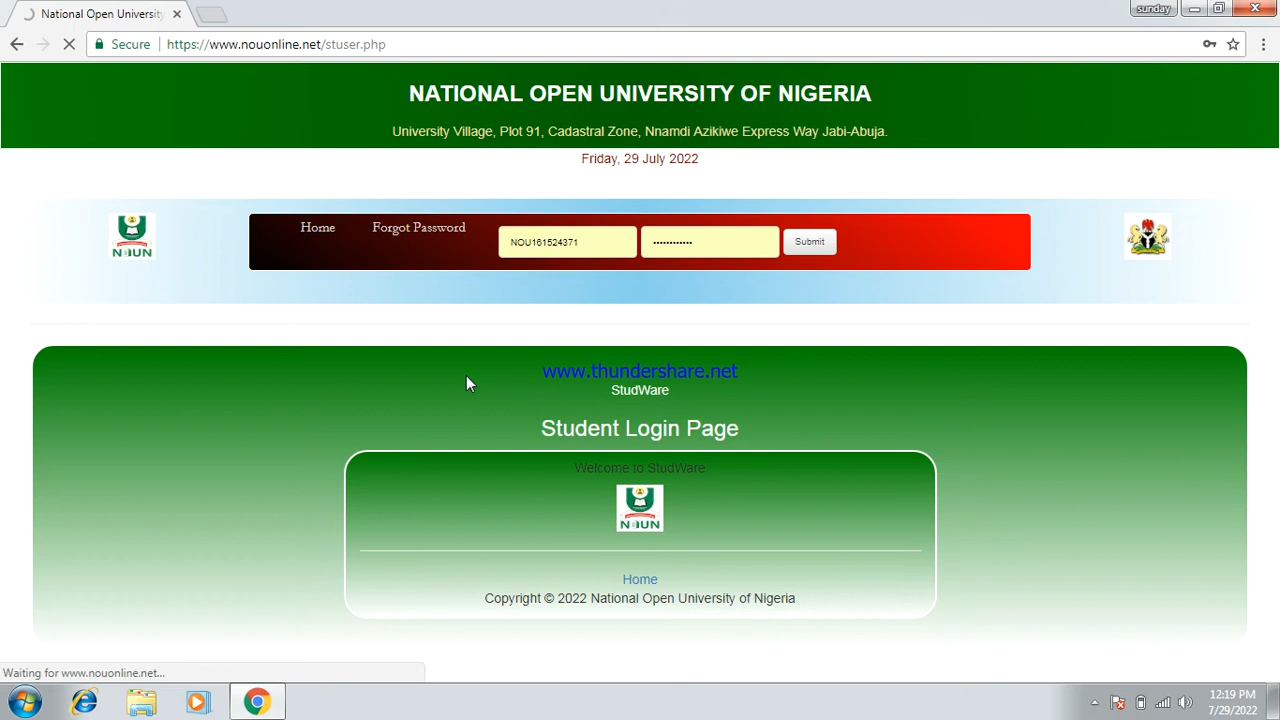 National Open University
sunday
Secure
https://www.nouonline.net/stuser.php
NATIONAL OPEN UNIVERSITY OF NIGERIA
University Village, Plot 91, Cadastral Zone, Nnamdi Azikiwe Express Way Jabi-Abuja.
Friday, 29 July 2022
NOUN
Home
Forgot Password
NOU161524371
••••••••••••
Submit
www.thundershare.net
StudWare
Student Login Page
Welcome to StudWare
NOUN
Home
Copyright © 2022 National Open University of Nigeria
Waiting for www.nouonline.net...
12:19 PM
7/29/2022